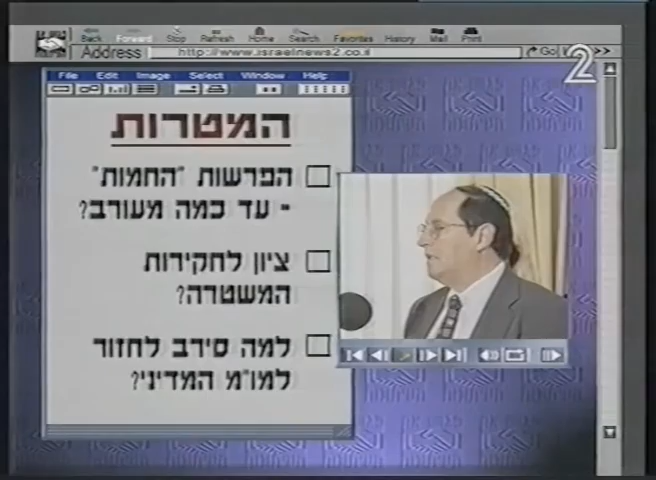 Back Forward Stop Refresh Home Search Favorites History Mail Print
Address http://www.israelnews2.co.il Go
2
File Edit Image Select Window Help
המטרות
הפרשות "החמות"
- עד כמה מעורב?
ציון לחקירות
המשטרה?
למה סירב לחזור
למו"מ המדיני?